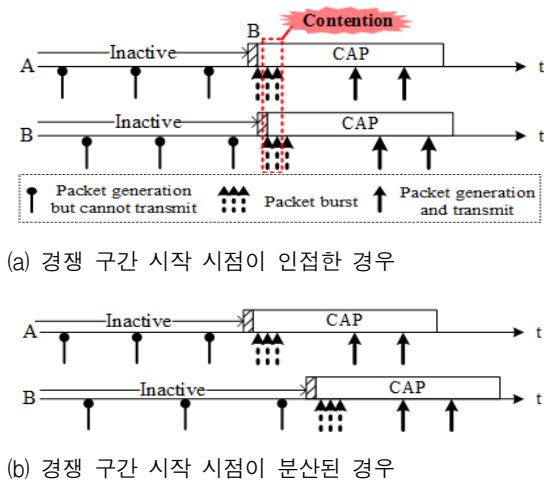 B
Contention
Inactive
CAP
A
t
Inactive
CAP
B
t
Packet generation but cannot transmit
Packet burst
Packet generation and transmit
(a) 경쟁 구간 시작 시점이 인접한 경우
Inactive
CAP
A
t
Inactive
CAP
B
t
(b) 경쟁 구간 시작 시점이 분산된 경우